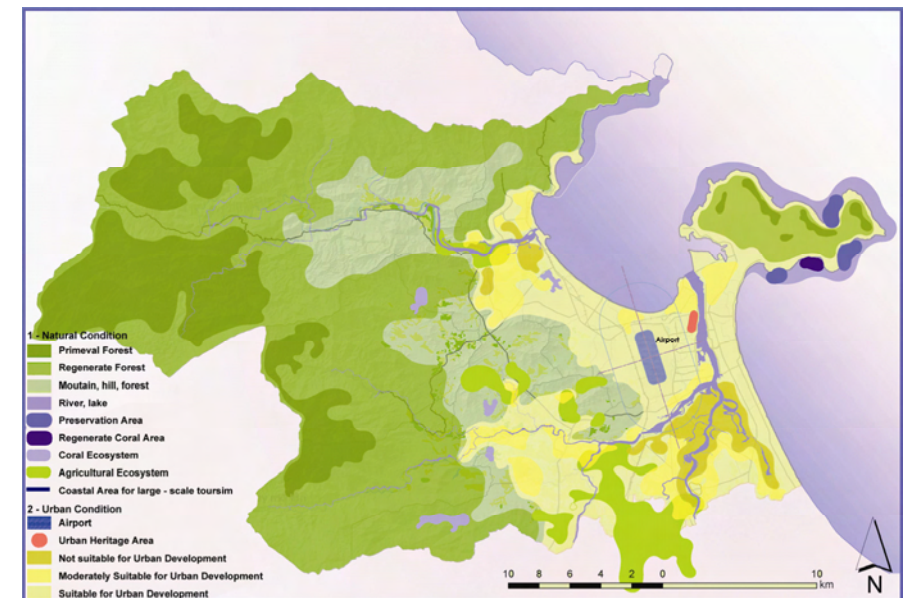 Airport
1 - Natural Condition
Primeval Forest
Regenerate Forest
Moutain, hill, forest
River, lake
Preservation Area
Regenerate Coral Area
Coral Ecosystem
Agricultural Ecosystem
Coastal Area for large - scale toursim
2 - Urban Condition
Airport
Urban Heritage Area
Not suitable for Urban Development
Moderately Suitable for Urban Development
Suitable for Urban Development
10 8 6 4 2 0 10
km
N